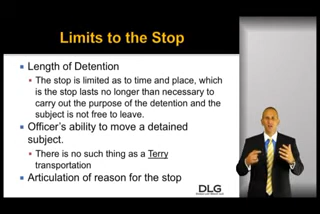 Limits to the Stop
Length of Detention
The stop is limited as to time and place, which
is the stop lasts no longer than necessary to
carry out the purpose of the detention and the
subject is not free to leave.
Officer's ability to move a detained
subject.
There is no such thing as a Terry
transportation
Articulation of reason for the stop
DLG